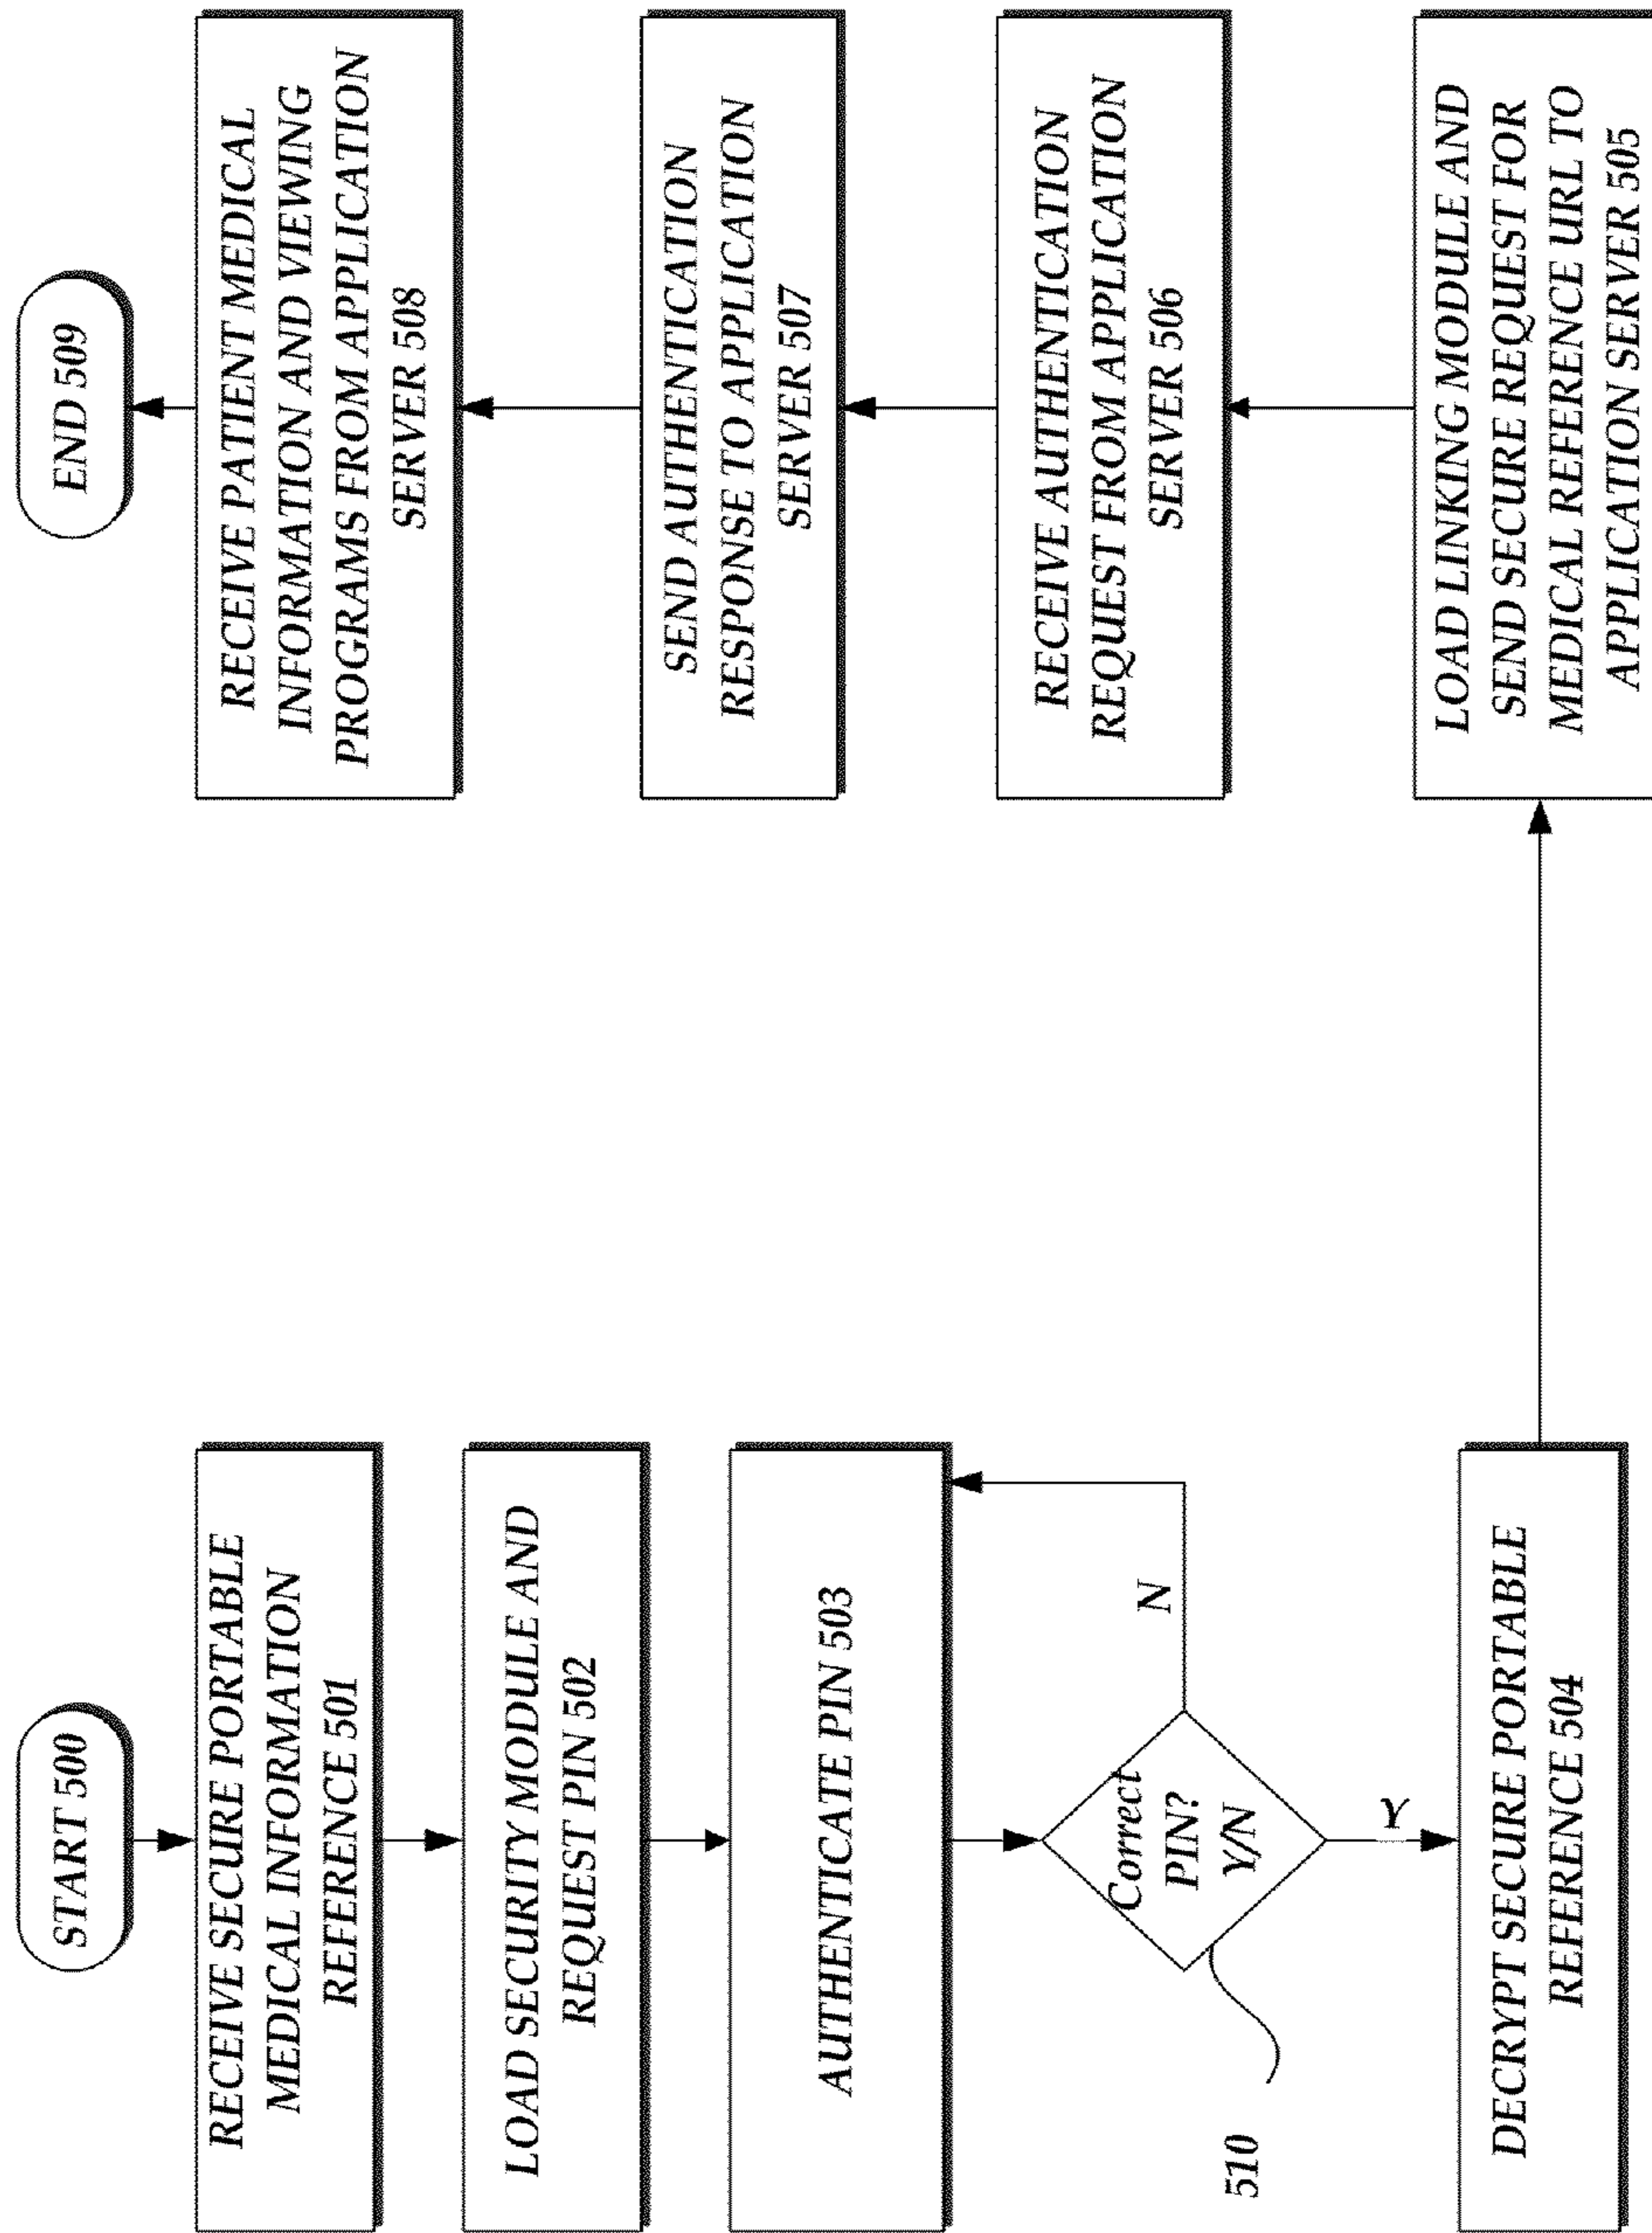 START 500
RECEIVE SECURE PORTABLE
MEDICAL INFORMATION
REFERENCE 501
LOAD SECURITY MODULE AND
REQUEST PIN 502
AUTHENTICATE PIN 503
Correct
PIN?
Y/N
N
510
Y
DECRYPT SECURE PORTABLE
REFERENCE 504
LOAD LINKING MODULE AND
SEND SECURE REQUEST FOR
MEDICAL REFERENCE URL TO
APPLICATION SERVER 505
RECEIVE AUTHENTICATION
REQUEST FROM APPLICATION
SERVER 506
SEND AUTHENTICATION
RESPONSE TO APPLICATION
SERVER 507
RECEIVE PATIENT MEDICAL
INFORMATION AND VIEWING
PROGRAMS FROM APPLICATION
SERVER 508
END 509